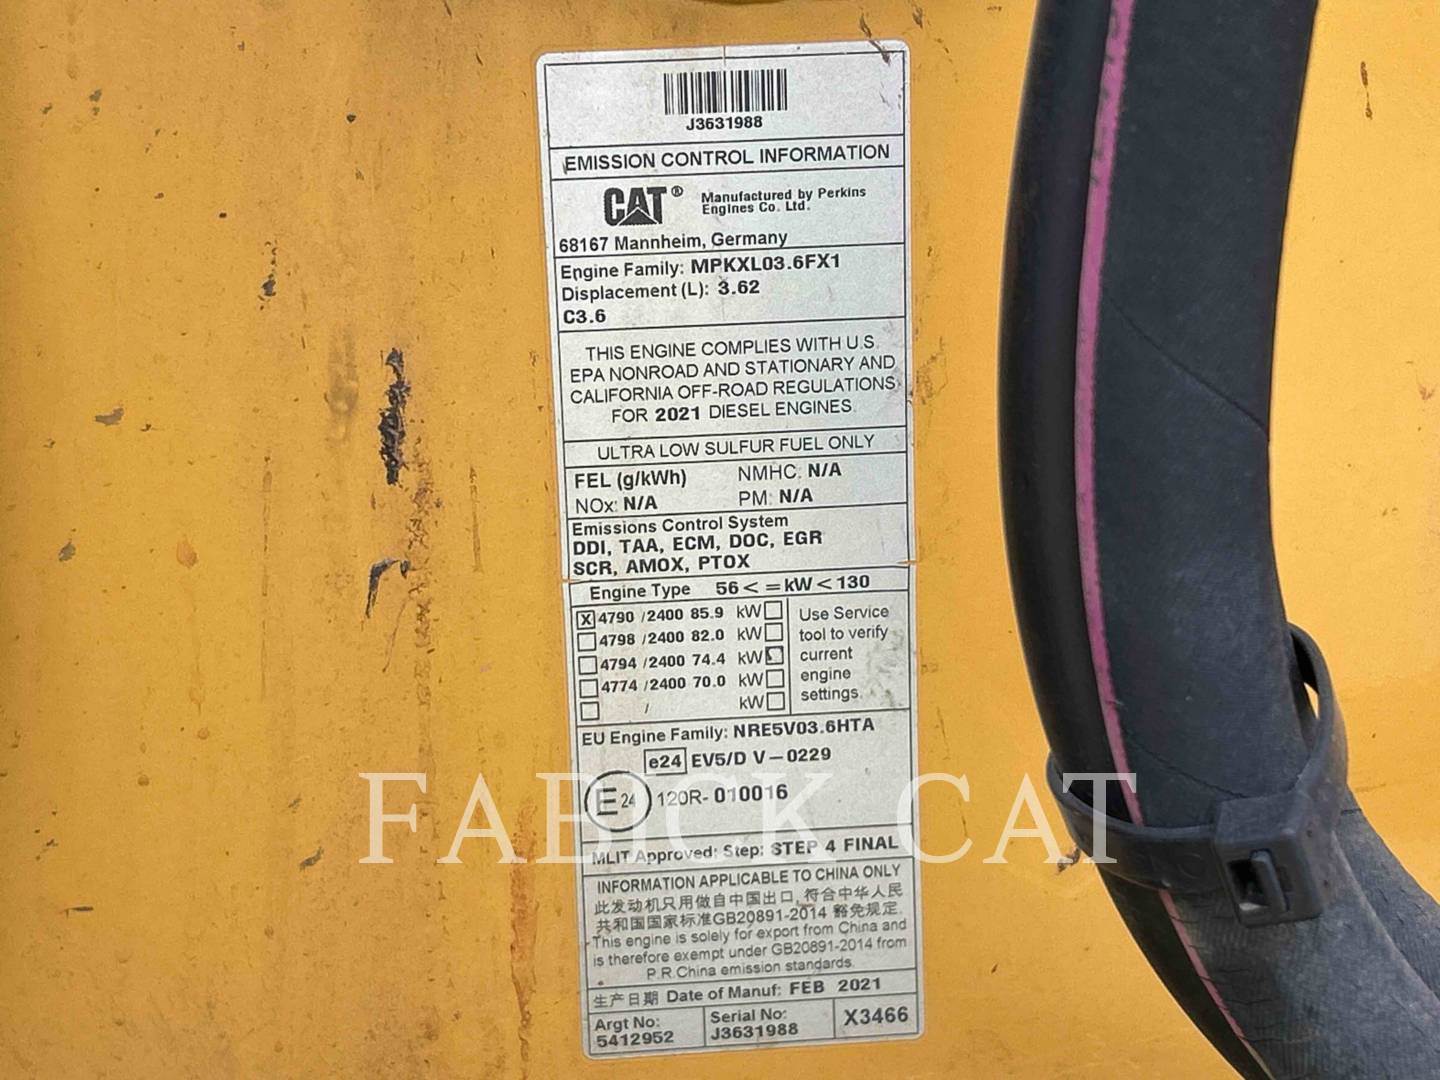 J3631988
EMISSION CONTROL INFORMATION
CAT® Manufactured by Perkins
Engines Co. Ltd.
68167 Mannheim, Germany
Engine Family: MPKXL03.6FX1
Displacement (L): 3.62
C3.6
THIS ENGINE COMPLIES WITH U.S.
EPA NONROAD AND STATIONARY AND
CALIFORNIA OFF-ROAD REGULATIONS
FOR 2021 DIESEL ENGINES.
ULTRA LOW SULFUR FUEL ONLY
FEL (g/kWh) NMHC: N/A
NOx: N/A PM: N/A
Emissions Control System
DDI, TAA, ECM, DOC, EGR
SCR, AMOX, PTOX
Engine Type 56 < = kW < 130
X 4790 /2400 85.9 kW
4798 /2400 82.0 kW
4794 /2400 74.4 kW
4774 /2400 70.0 kW
/ kW
Use Service
tool to verify
current
engine
settings.
EU Engine Family: NRE5V03.6HTA
e24 EV5/D V-0229
E 24 120R-010016
FABICK CAT
MLIT Approved: Step: STEP 4 FINAL
INFORMATION APPLICABLE TO CHINA ONLY
此发动机只用做自中国出口, 符合中华人民
共和国国家标准GB20891-2014 豁免规定.
This engine is solely for export from China and
is therefore exempt under GB20891-2014 from
P.R.China emission standards.
生产日期 Date of Manuf: FEB 2021
Argt No:
5412952
Serial No:
J3631988
X3466